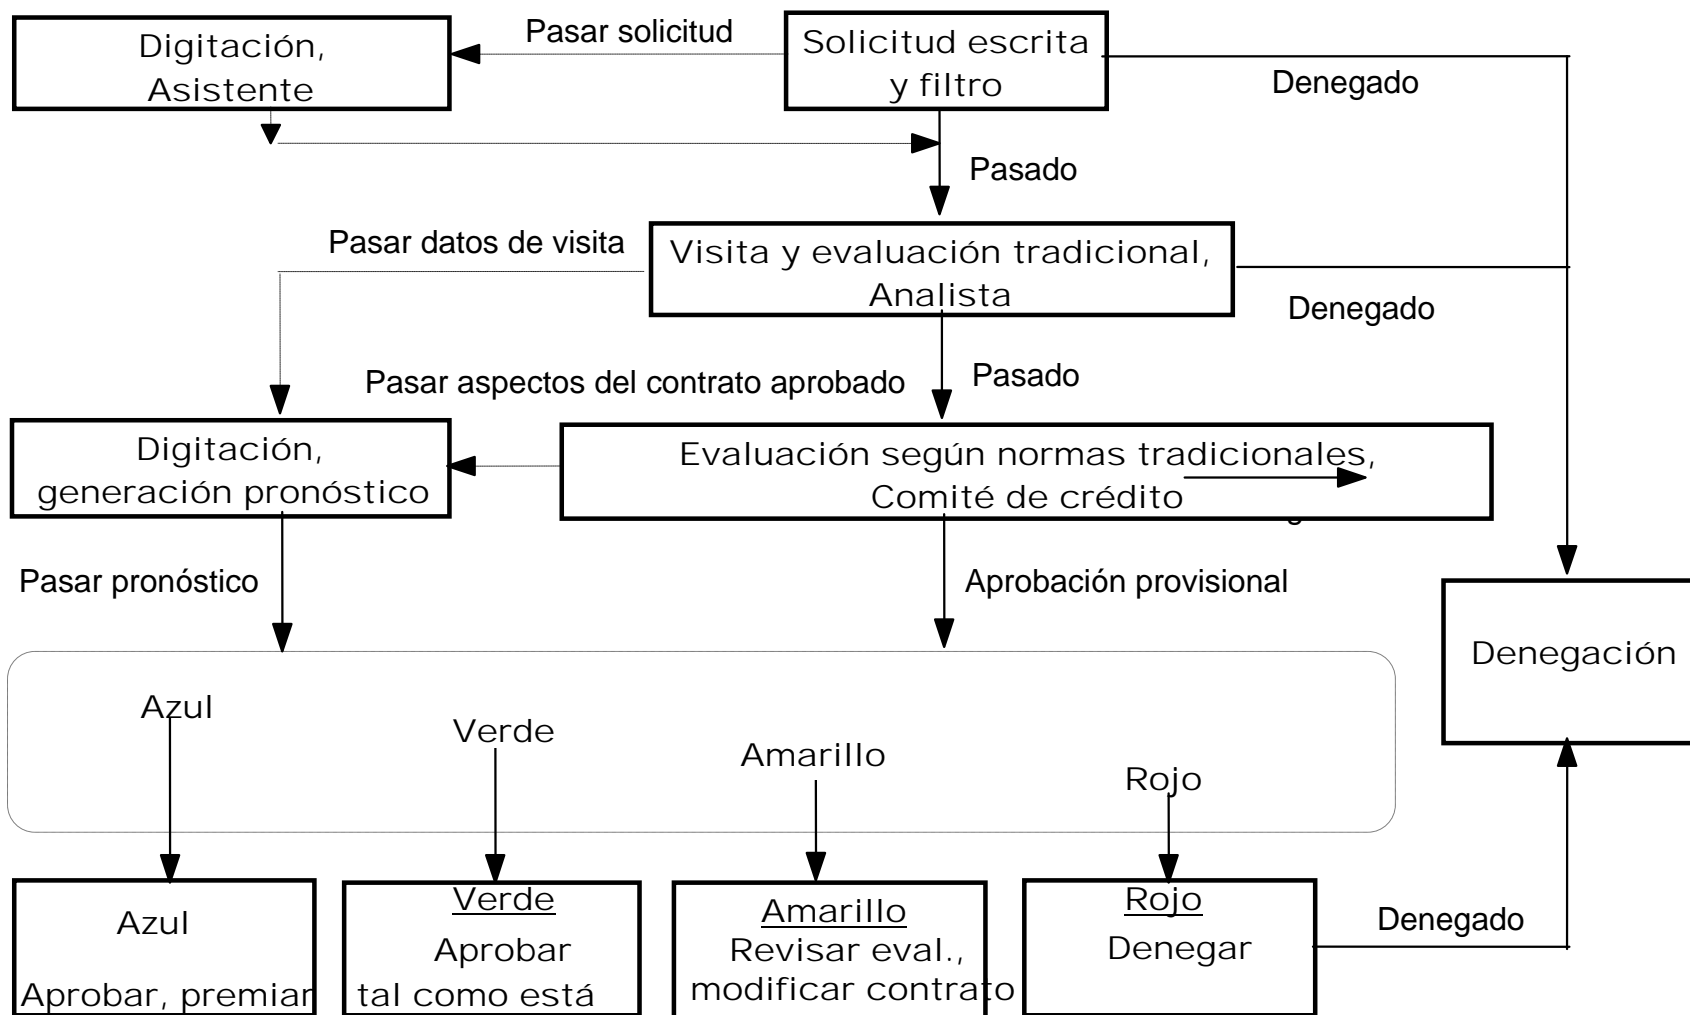 Pasar solicitud
Digitación,
Asistente
Solicitud escrita
y filtro
Denegado
Pasado
Pasar datos de visita
Visita y evaluación tradicional,
Analista
Denegado
Pasar aspectos del contrato aprobado
Pasado
Digitación,
generación pronóstico
Evaluación según normas tradicionales,
Comité de crédito
Pasar pronóstico
Aprobación provisional
Denegación
Azul
Verde
Amarillo
Rojo
Azul
Aprobar, premiar
Verde
Aprobar
tal como está
Amarillo
Revisar eval.,
modificar contrato
Rojo
Denegar
Denegado